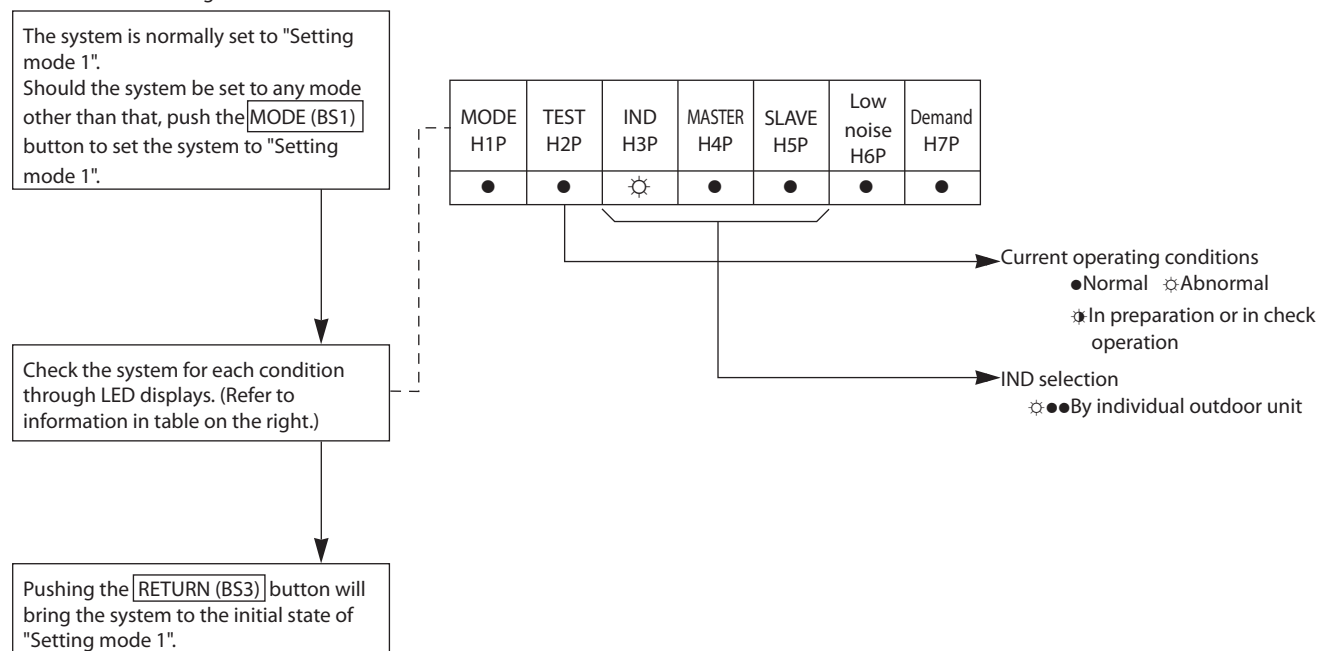 The system is normally set to "Setting
mode 1".
Should the system be set to any mode
other than that, push the MODE (BS1)
button to set the system to "Setting
mode 1".
MODE H1P
TEST H2P
IND H3P
MASTER H4P
SLAVE H5P
Low noise H6P
Demand H7P
● ● ☼ ● ● ● ●
Current operating conditions
●Normal ☼Abnormal
In preparation or in check
operation
IND selection
☼●●By individual outdoor unit
Check the system for each condition
through LED displays. (Refer to
information in table on the right.)
Pushing the RETURN (BS3) button will
bring the system to the initial state of
"Setting mode 1".